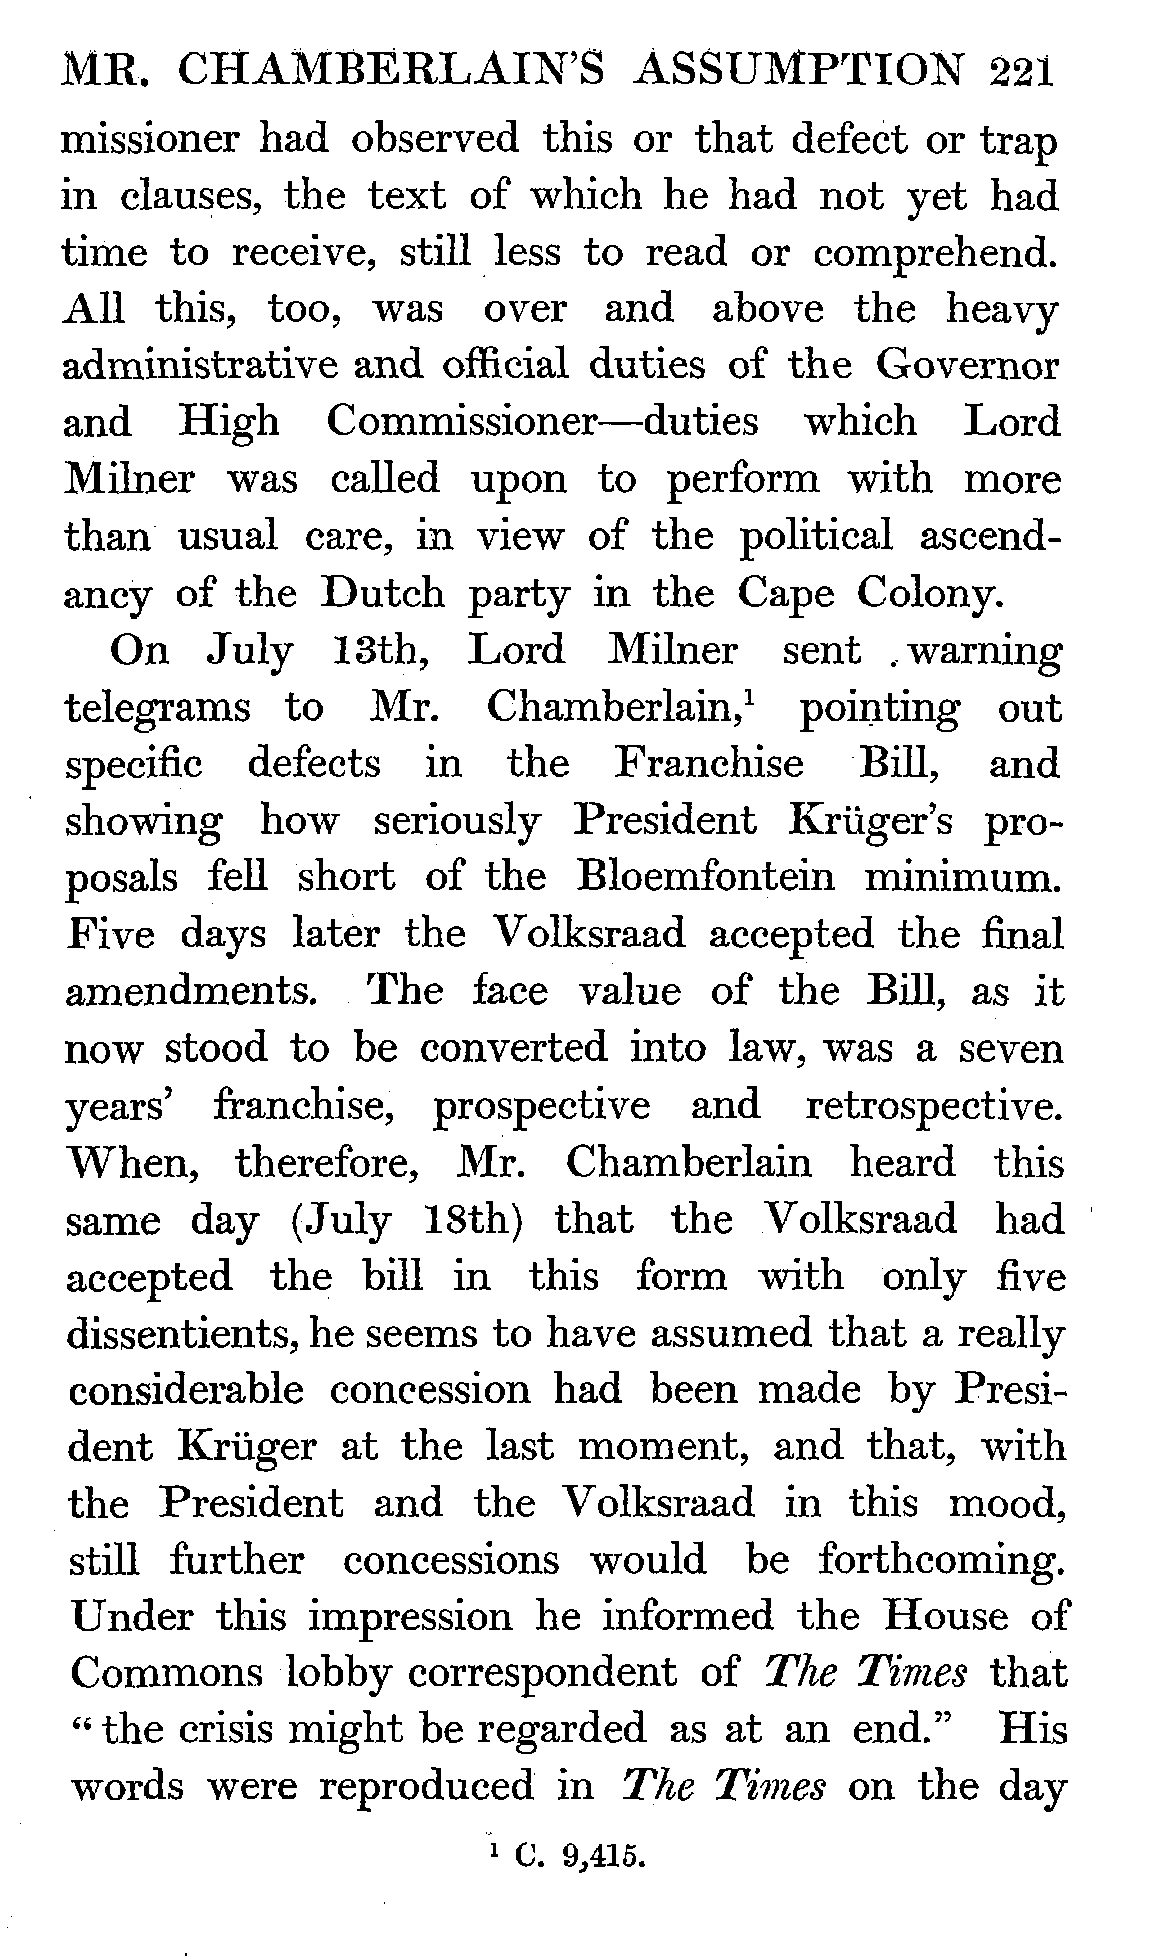 MR. CHAMBERLAIN'S ASSUMPTION 221
missioner had observed this or that defect or trap
in clauses, the text of which he had not yet had
time to receive, still less to read or comprehend.
All this, too, was over and above the heavy
administrative and official duties of the Governor
and High Commissioner—duties which Lord
Milner was called upon to perform with more
than usual care, in view of the political ascend-
ancy of the Dutch party in the Cape Colony.
On July 13th, Lord Milner sent warning
telegrams to Mr. Chamberlain,¹ pointing out
specific defects in the Franchise Bill, and
showing how seriously President Krüger's pro-
posals fell short of the Bloemfontein minimum.
Five days later the Volksraad accepted the final
amendments. The face value of the Bill, as it
now stood to be converted into law, was a seven
years' franchise, prospective and retrospective.
When, therefore, Mr. Chamberlain heard this
same day (July 18th) that the Volksraad had
accepted the bill in this form with only five
dissentients, he seems to have assumed that a really
considerable concession had been made by Presi-
dent Krüger at the last moment, and that, with
the President and the Volksraad in this mood,
still further concessions would be forthcoming.
Under this impression he informed the House of
Commons lobby correspondent of The Times that
“the crisis might be regarded as at an end.” His
words were reproduced in The Times on the day
¹ C. 9,415.